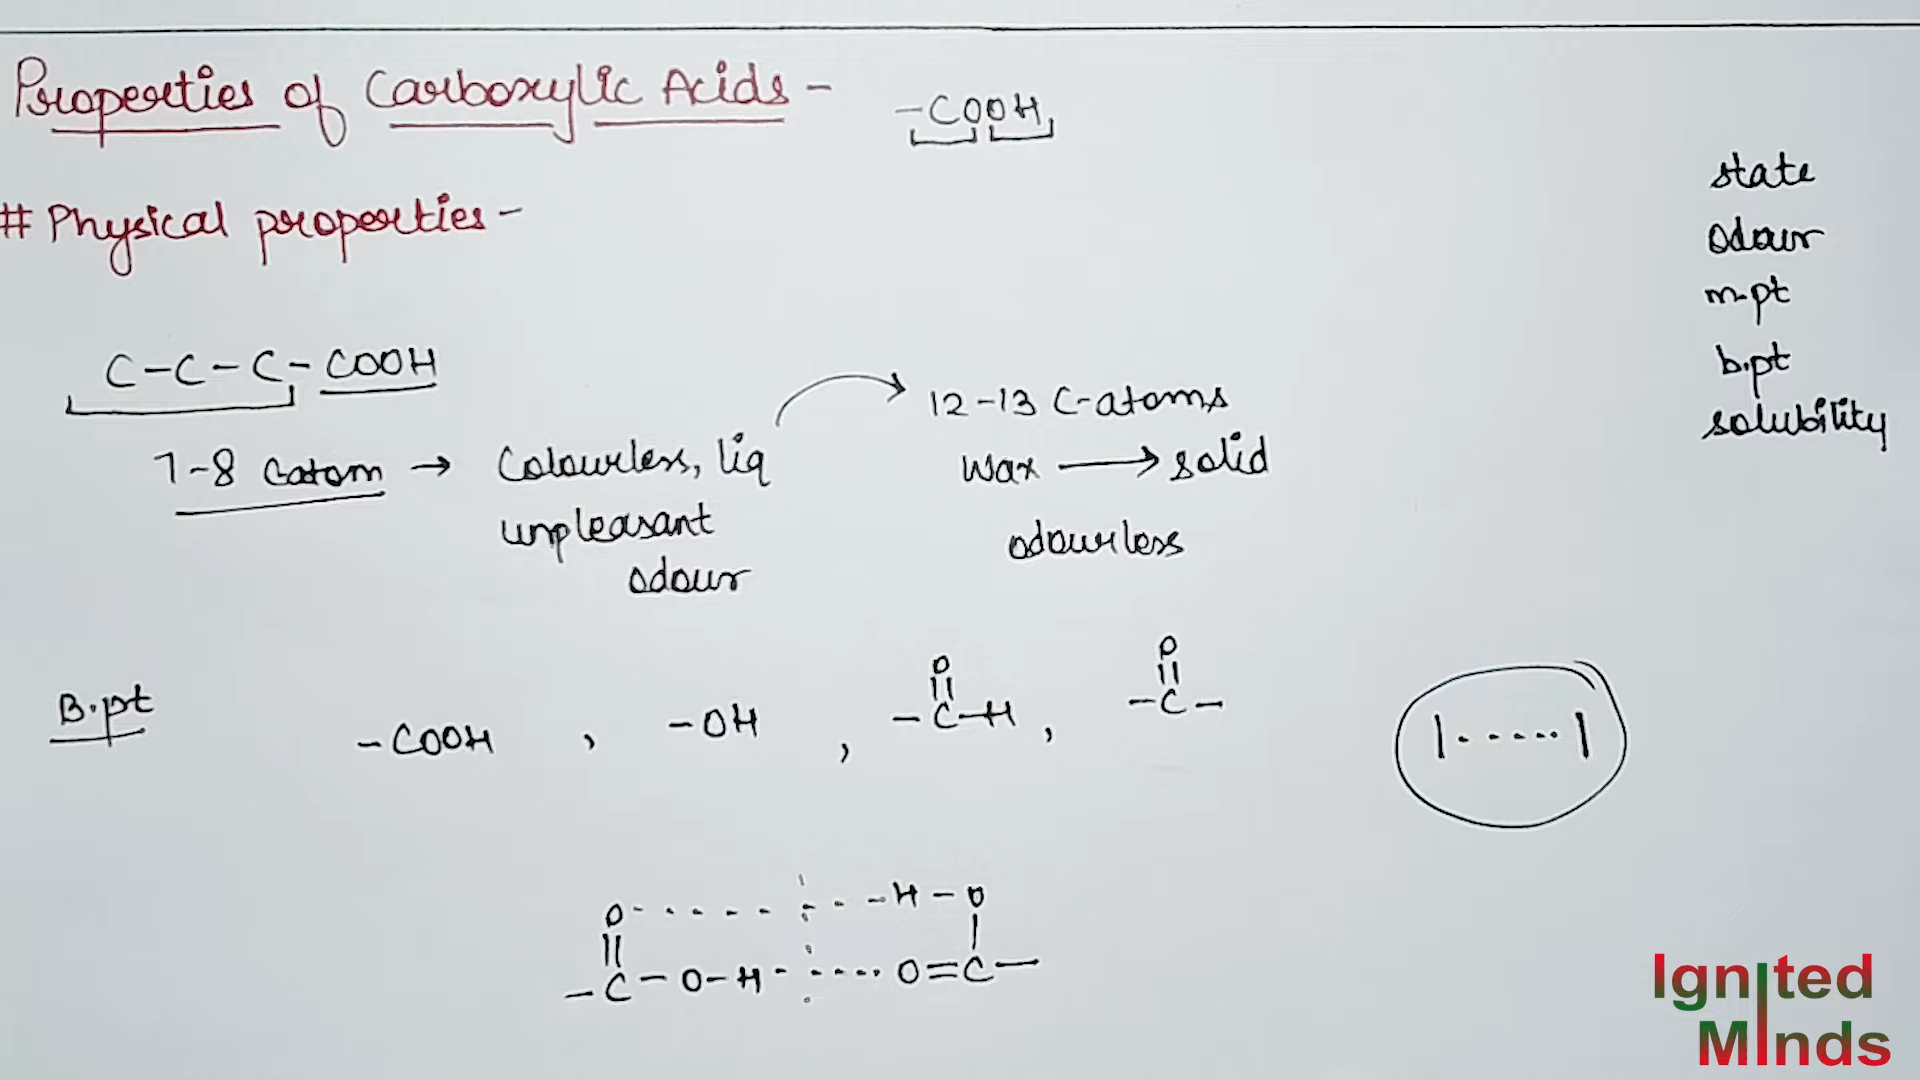 Properties of Carboxylic Acids -
-COOH
# Physical properties -
state
odour
m.pt
b.pt
solubility
C-C-C-COOH
7-8 C-atom → Colourless, liq
unpleasant
odour
12-13 C-atoms
wax → solid
odourless
B.pt
-COOH , -OH , -C-H , -C-
O
||
O
||
|.....|
O-.....-H-O
|| |
-C-O-H-.....O=C-
Ignited
Minds